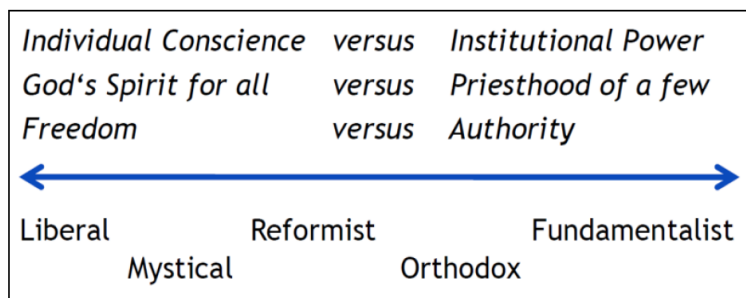 Individual Conscience versus Institutional Power
God‘s Spirit for all versus Priesthood of a few
Freedom versus Authority
Liberal Reformist Fundamentalist
Mystical Orthodox